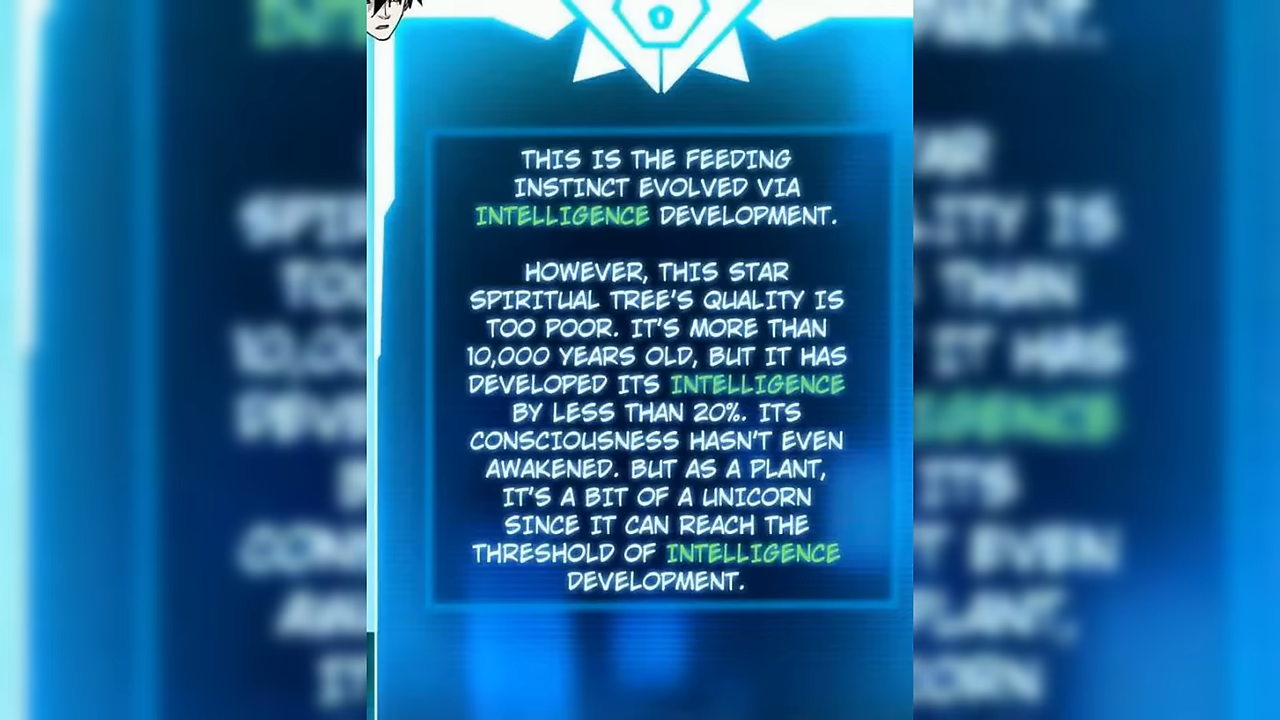 THIS IS THE FEEDING
INSTINCT EVOLVED VIA
INTELLIGENCE DEVELOPMENT.
HOWEVER, THIS STAR
SPIRITUAL TREE'S QUALITY IS
TOO POOR. IT'S MORE THAN
10,000 YEARS OLD, BUT IT HAS
DEVELOPED ITS INTELLIGENCE
BY LESS THAN 20%. ITS
CONSCIOUSNESS HASN'T EVEN
AWAKENED. BUT AS A PLANT,
IT'S A BIT OF A UNICORN
SINCE IT CAN REACH THE
THRESHOLD OF INTELLIGENCE
DEVELOPMENT.